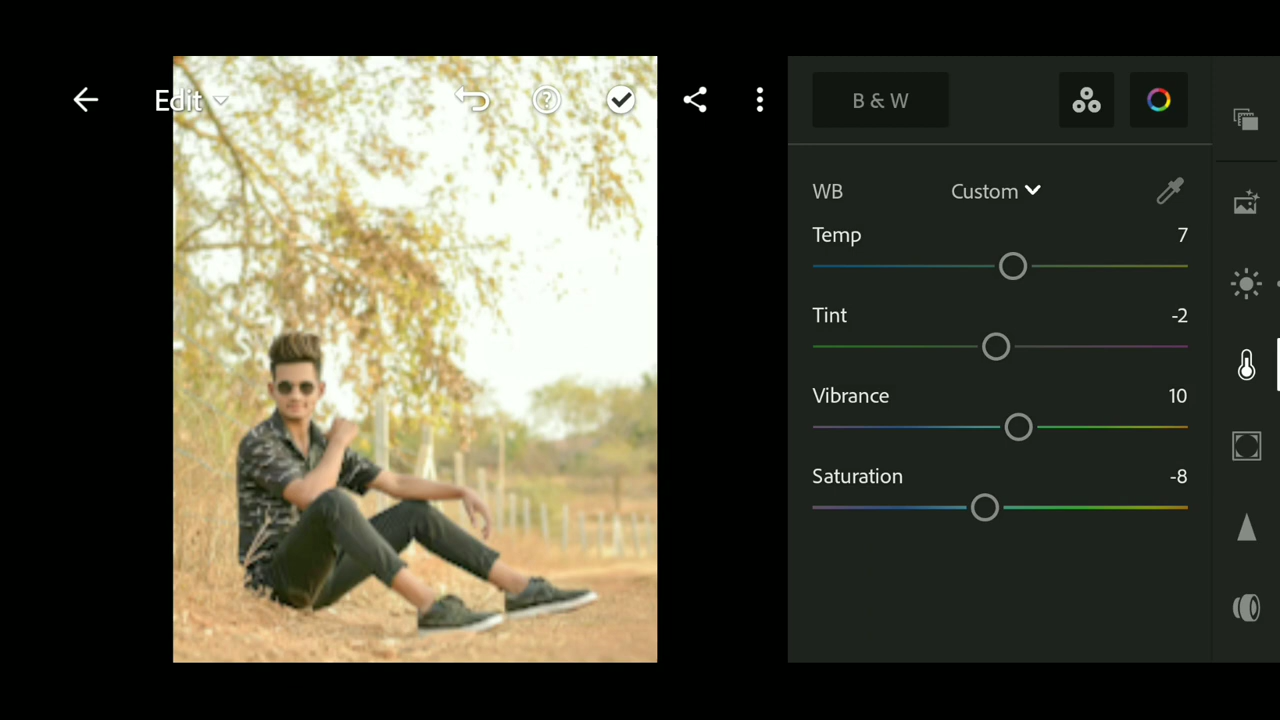 Edit
B & W
WB Custom
Temp 7
Tint -2
Vibrance 10
Saturation -8